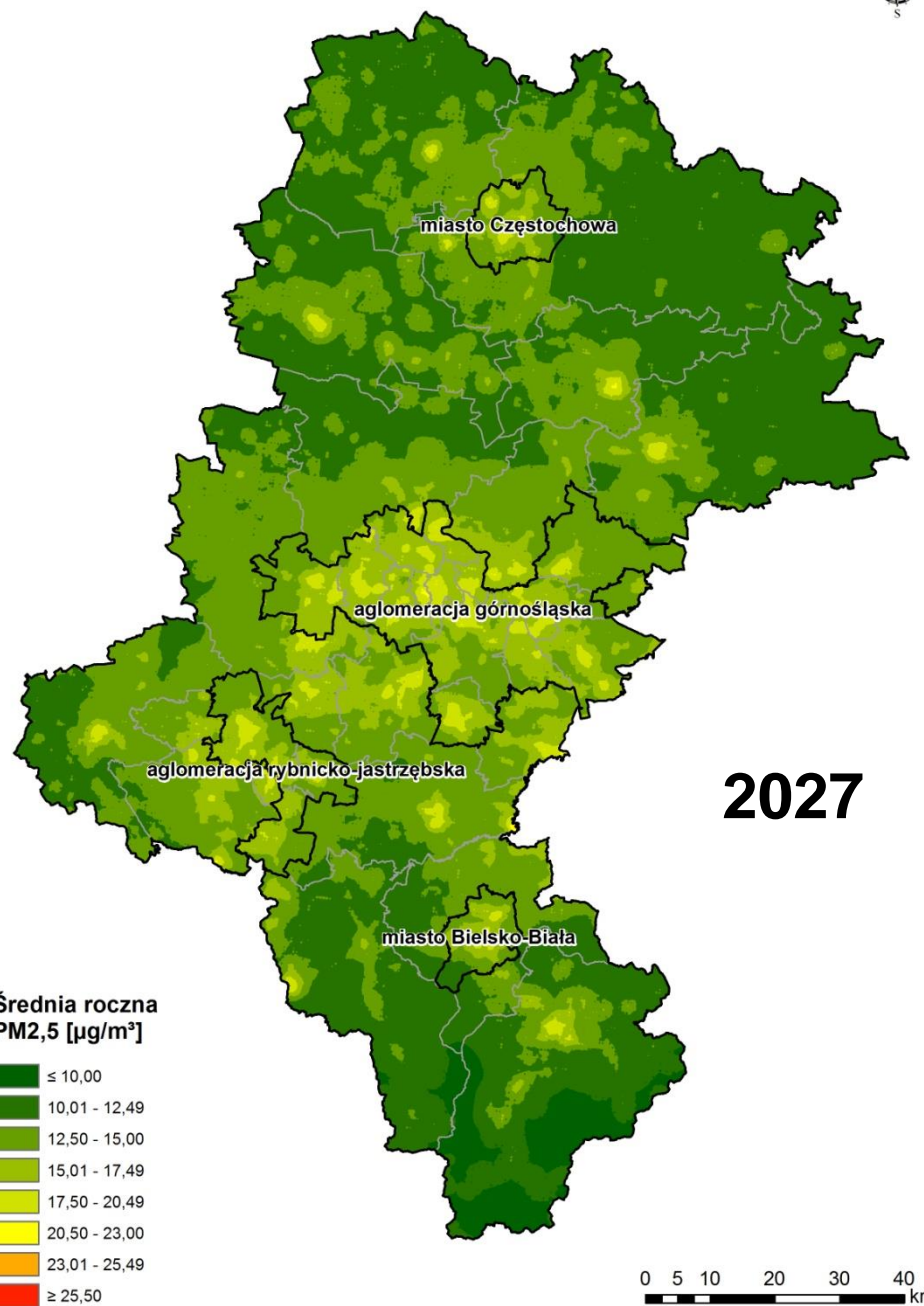 S
miasto Częstochowa
aglomeracja górnośląska
2027
aglomeracja rybnicko-jastrzębska
miasto Bielsko-Biała
Średnia roczna
PM2,5 [µg/m³]
≤ 10,00
10,01 - 12,49
12,50 - 15,00
15,01 - 17,49
17,50 - 20,49
20,50 - 23,00
23,01 - 25,49
≥ 25,50
0 5 10 20 30 40
km